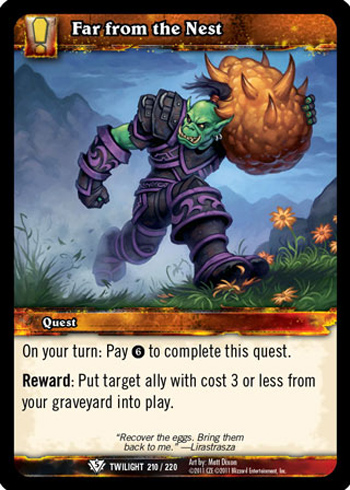 Far from the Nest
Quest
On your turn: Pay 6 to complete this quest.
Reward: Put target ally with cost 3 or less from
your graveyard into play.
"Recover the eggs. Bring them
back to me." —Lirastrasza
TWILIGHT 210 / 220
Art by: Matt Dixon
©2011 CZE ©2011 Blizzard Entertainment, Inc.